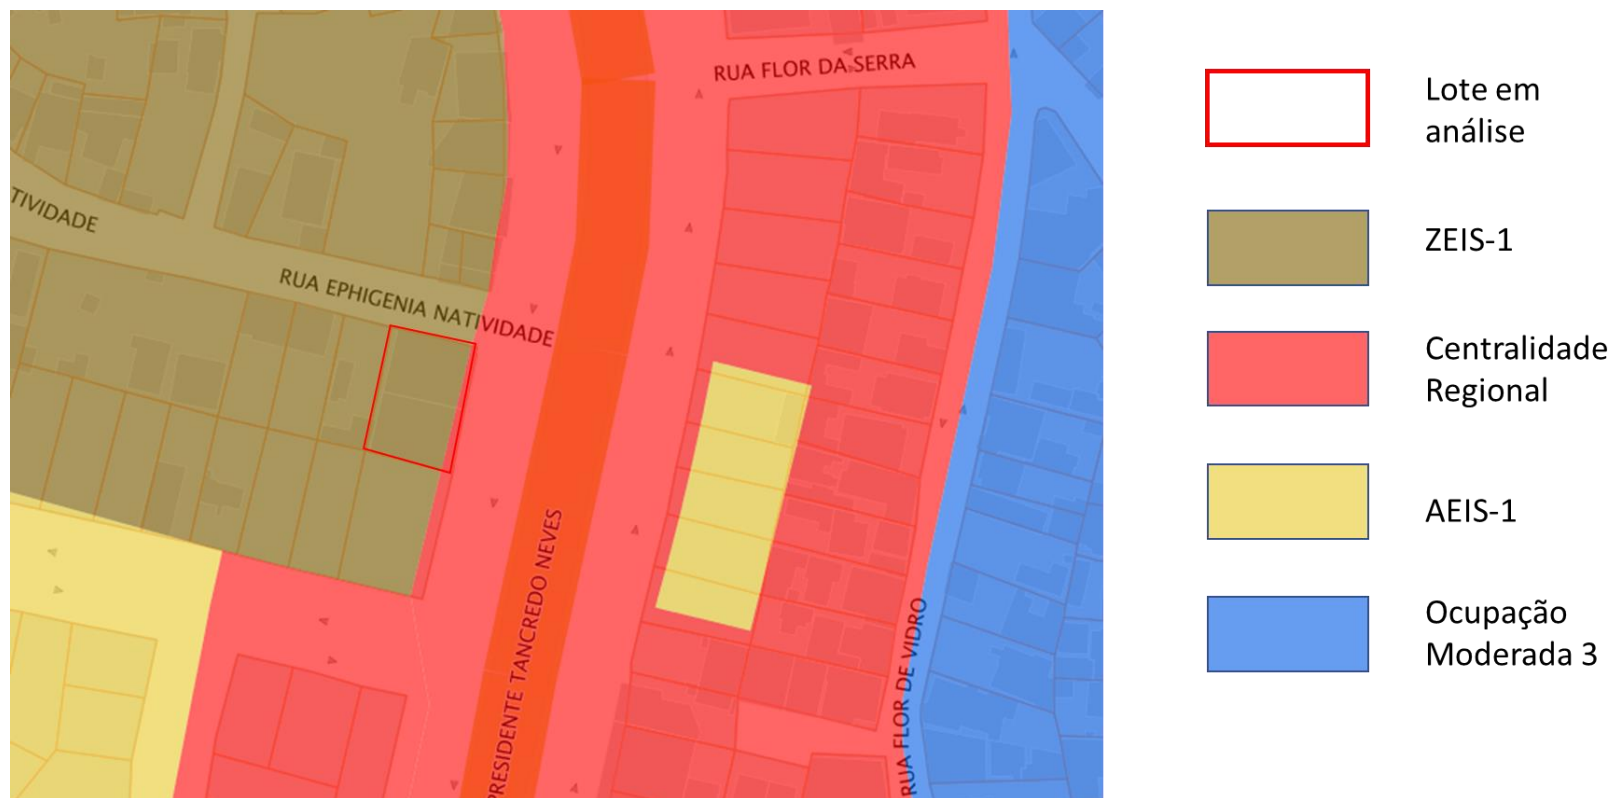 RUA FLOR DA SERRA
TIVIDADE
RUA EPHIGENIA NATIVIDADE
PRESIDENTE TANCREDO NEVES
RUA FLOR DE VIDRO
Lote em
análise
ZEIS-1
Centralidade
Regional
AEIS-1
Ocupação
Moderada 3